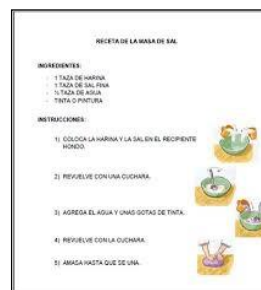 RECETA DE LA MASA DE SAL
INGREDIENTES:
- 1 TAZA DE HARINA
- 1 TAZA DE SAL FINA
- ½ TAZA DE AGUA
- TINTA O PINTURA
INSTRUCCIONES:
1) COLOCA LA HARINA Y LA SAL EN EL RECIPIENTE
HONDO.
2) REVUELVE CON UNA CUCHARA.
3) AGREGA EL AGUA Y UNAS GOTAS DE TINTA.
4) REVUELVE CON LA CUCHARA.
5) AMASA HASTA QUE SE UNA.